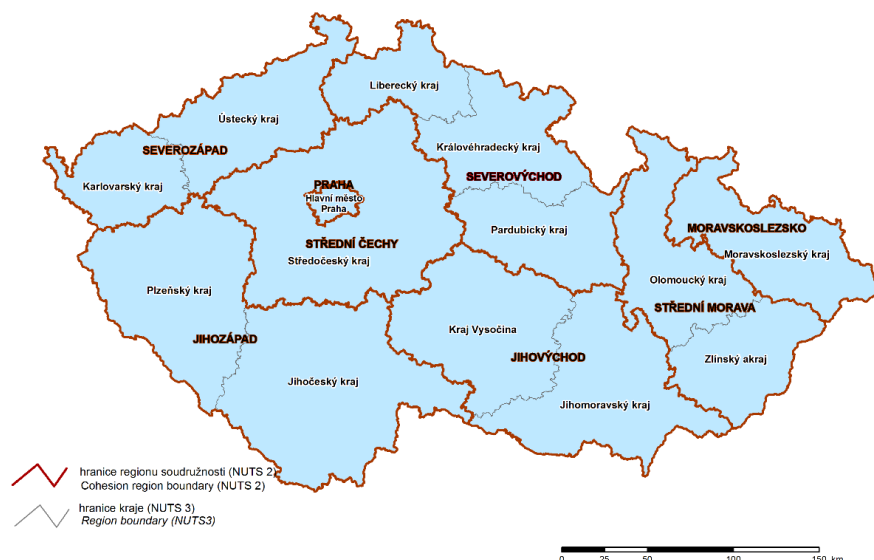 Liberecký kraj
Ústecký kraj
Královéhradecký kraj
SEVEROZÁPAD
SEVEROVÝCHOD
Karlovarský kraj
PRAHA
Hlavní město
Praha
Pardubický kraj
MORAVSKOSLEZSKO
STŘEDNÍ ČECHY
Moravskoslezský kraj
Středočeský kraj
Olomoucký kraj
Plzeňský kraj
STŘEDNÍ MORAVA
Kraj Vysočina
JIHOZÁPAD
JIHOVÝCHOD
Zlínský akraj
Jihočeský kraj
Jihomoravský kraj
hranice regionu soudružnosti (NUTS 2)
Cohesion region boundary (NUTS 2)
hranice kraje (NUTS 3)
Region boundary (NUTS3)
0 25 50 100 150 km